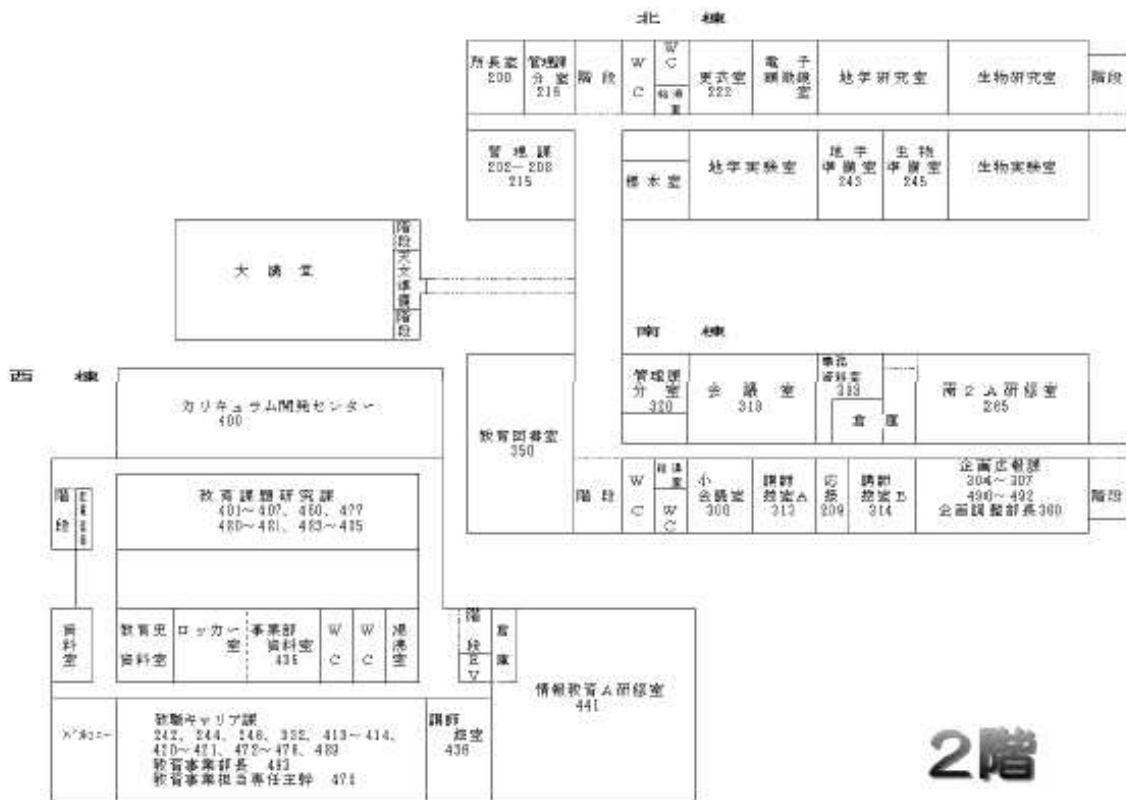 北棟
所長室
200
管理課
分室
216
階段
WC
WC
更衣室
222
電子
顕微鏡
室
地学研究室
生物研究室
階段
管理課
202~208
215
標本室
地学実験室
地学
準備室
243
生物
準備室
245
生物実験室
大講堂
階段
天文準備
階段
南棟
西棟
カリキュラム開発センター
400
教育図書室
350
管理課
分室
320
会議室
319
資料室
倉庫
南2A研修室
265
階段
教育課題研究課
401~407、450、477
480~481、483~485
階段
WC
WC
小
会議室
300
講師
控室A
313
応接
209
講師
控室B
314
企画広報課
304~307
490~492
企画調整部長360
階段
資料室
教育史
資料室
ロッカー
室
事業部
資料室
435
WC
WC
湯沸室
階段
EV
倉庫
情報教育A研修室
441
バルコニー
教職キャリア課
242、244、246、332、413~414、
420~421、472~476、489
教育事業部長 493
教育事業担当専任主幹 471
講師
控室
436
2階